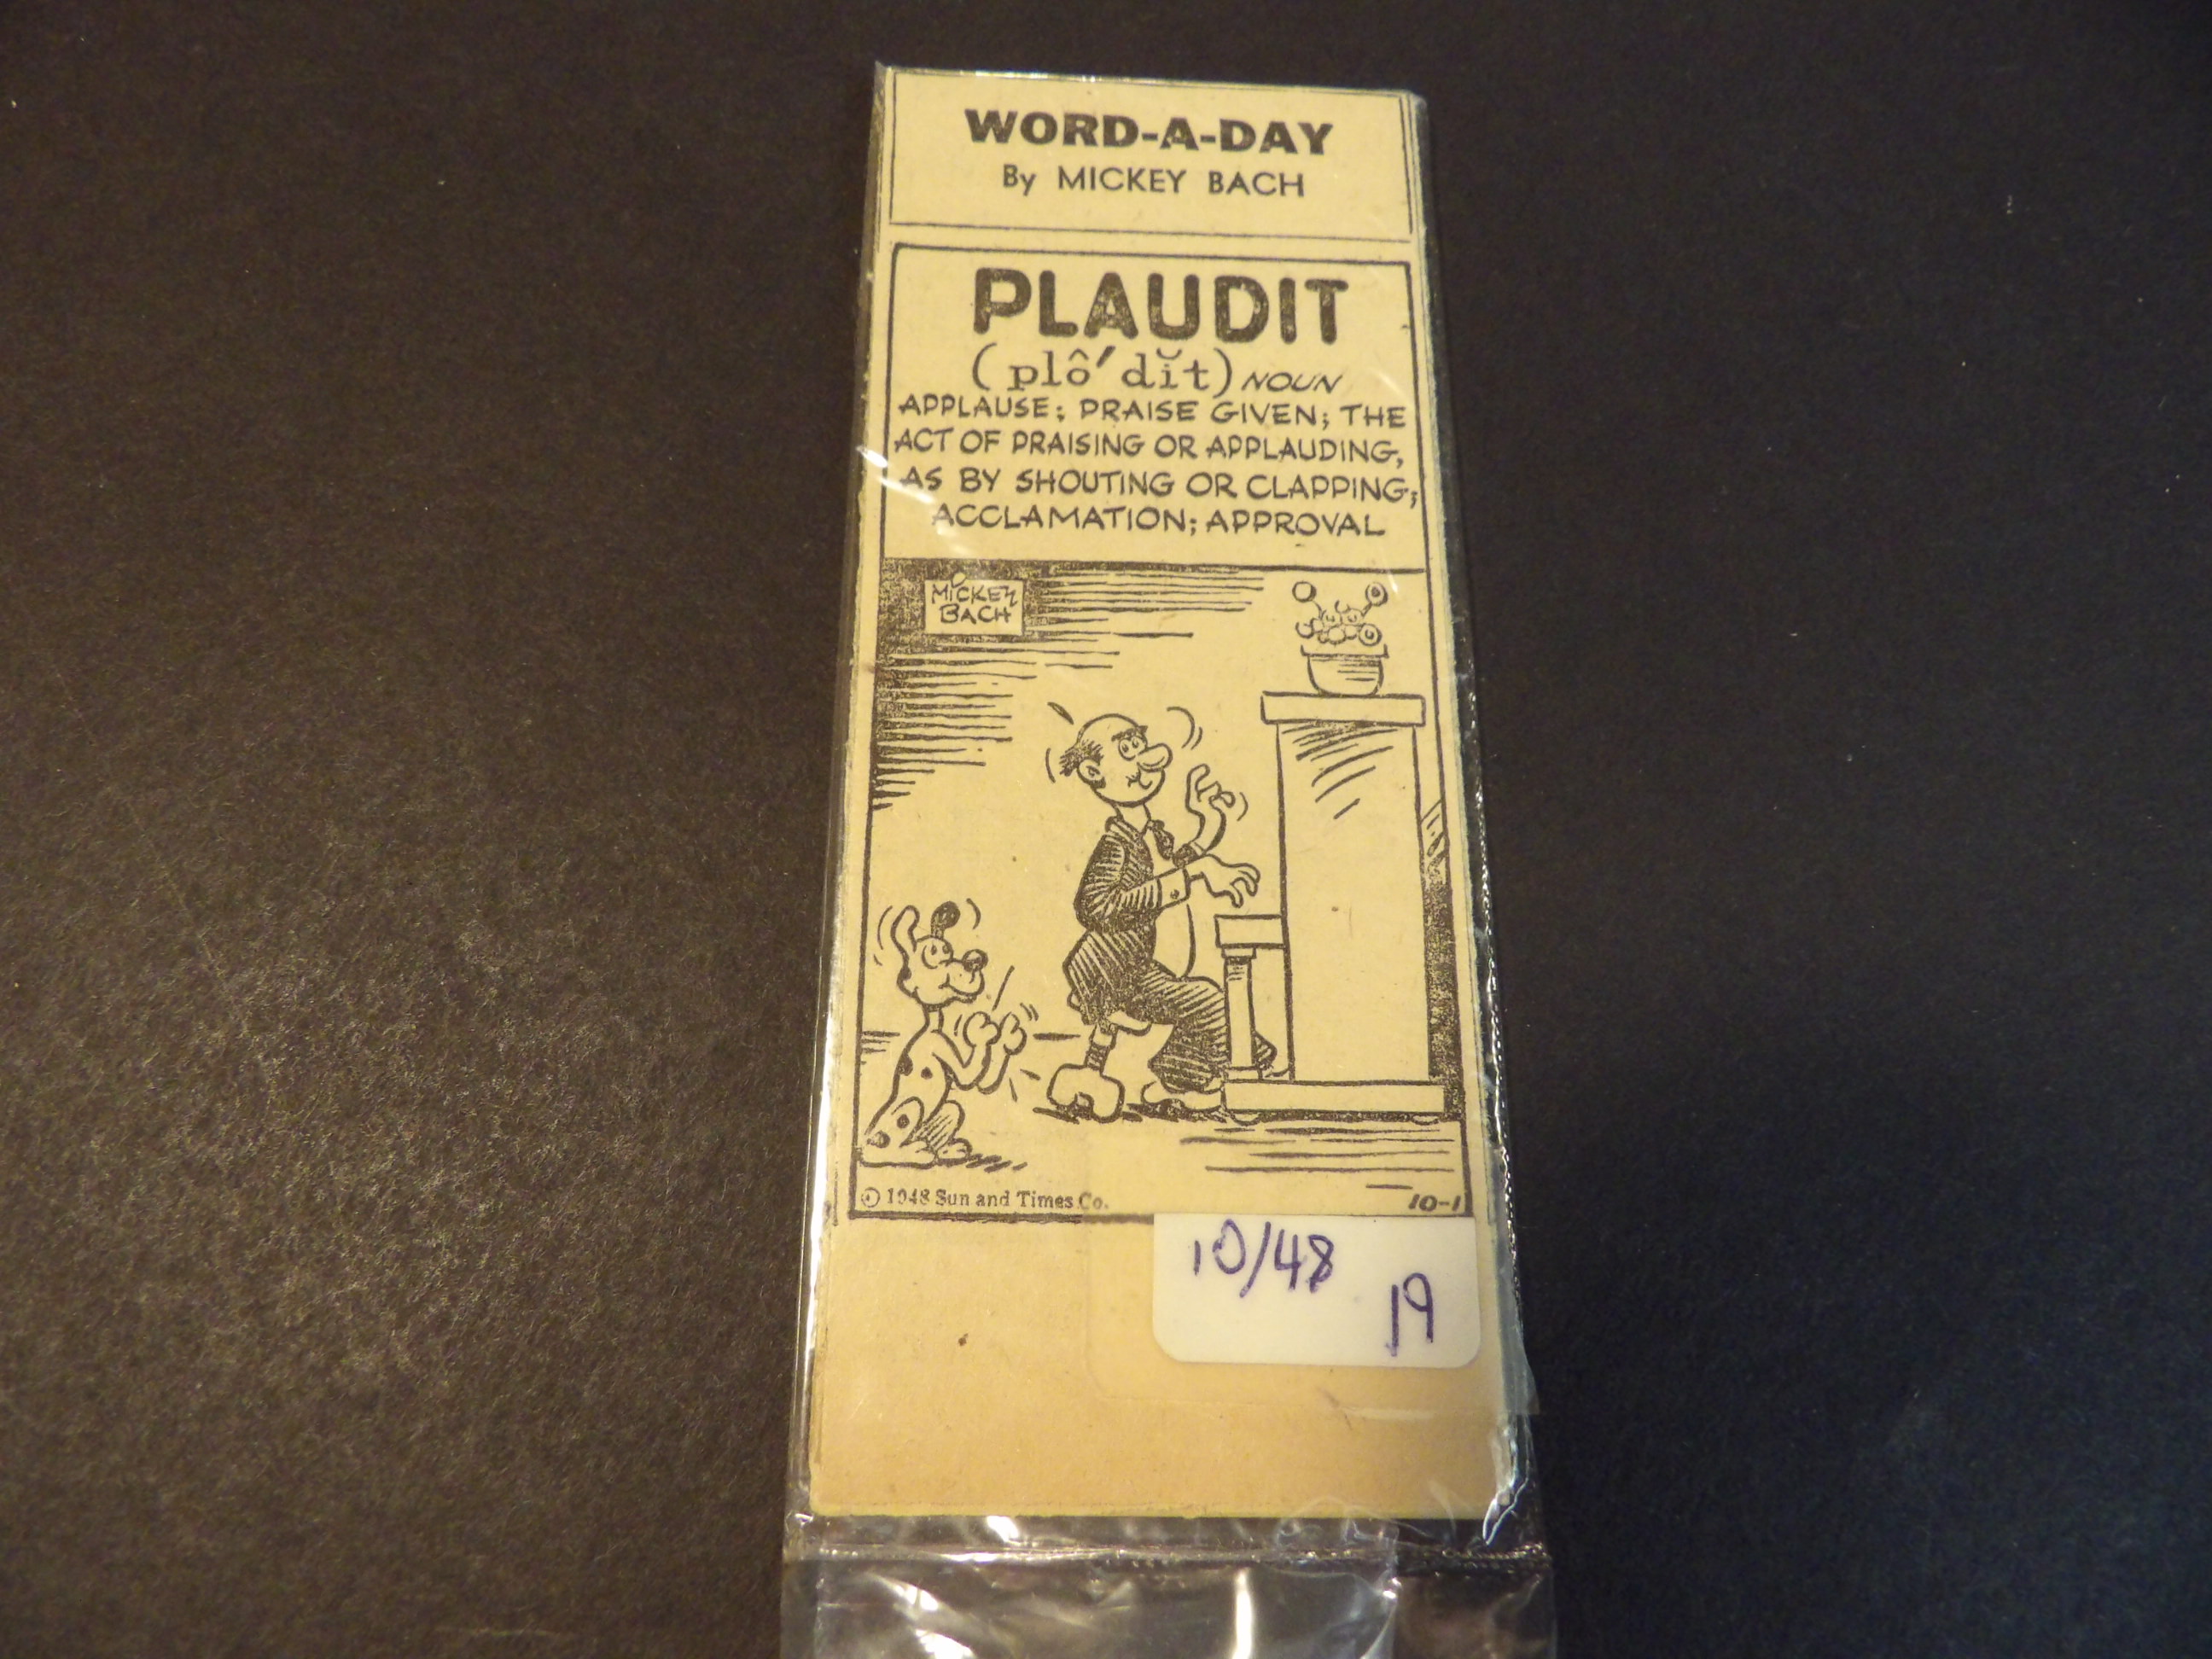 WORD-A-DAY
By MICKEY BACH
PLAUDIT
(plô′dĭt) NOUN
APPLAUSE; PRAISE GIVEN; THE
ACT OF PRAISING OR APPLAUDING,
AS BY SHOUTING OR CLAPPING;
ACCLAMATION; APPROVAL
MICKEY
BACH
© 1948 Sun and Times Co.
10-1
10/48
19